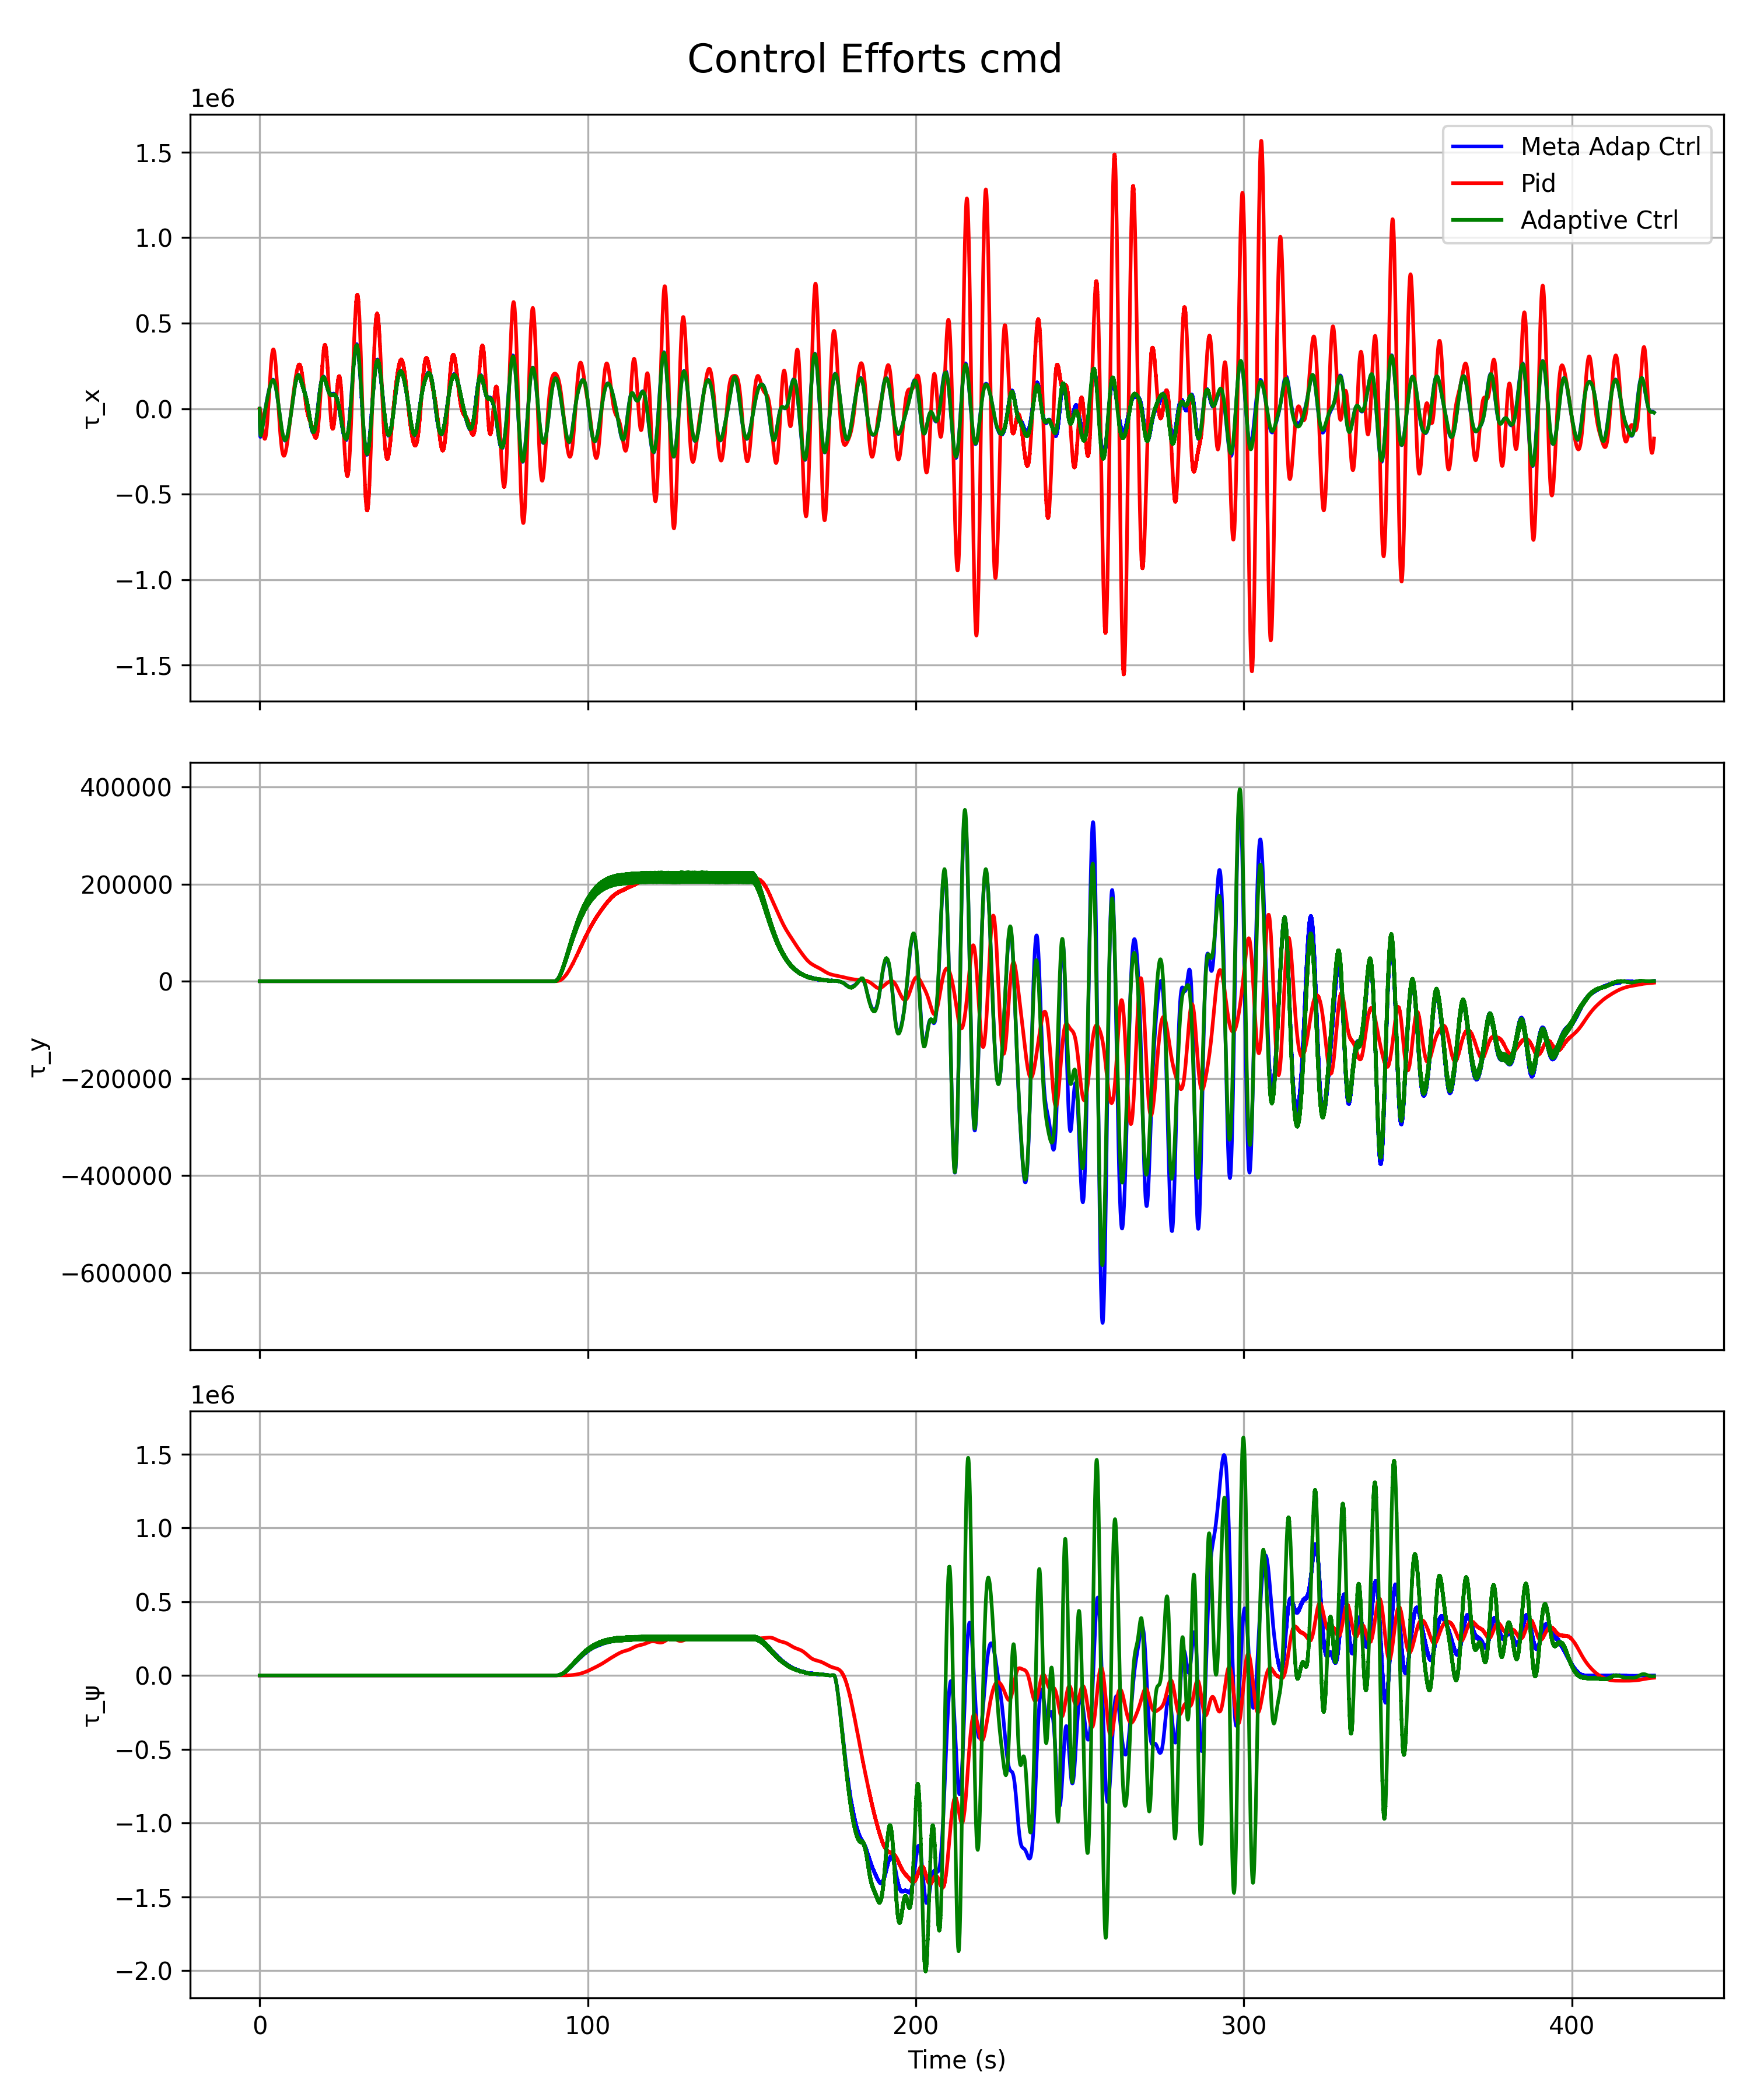 Control Efforts cmd
1e6
1.5
1.0
0.5
0.0
−0.5
−1.0
−1.5
τ_x
Meta Adap Ctrl
Pid
Adaptive Ctrl
400000
200000
0
−200000
−400000
−600000
τ_y
1e6
1.5
1.0
0.5
0.0
−0.5
−1.0
−1.5
−2.0
τ_ψ
0 100 200 300 400
Time (s)